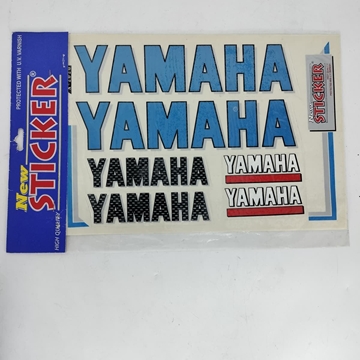 YAMAHA
YAMAHA
YAMAHA
YAMAHA
YAMAHA
YAMAHA
STICKER
New
STICKER
PROTECTED WITH U.V. VARNISH
HIGH QUALITY